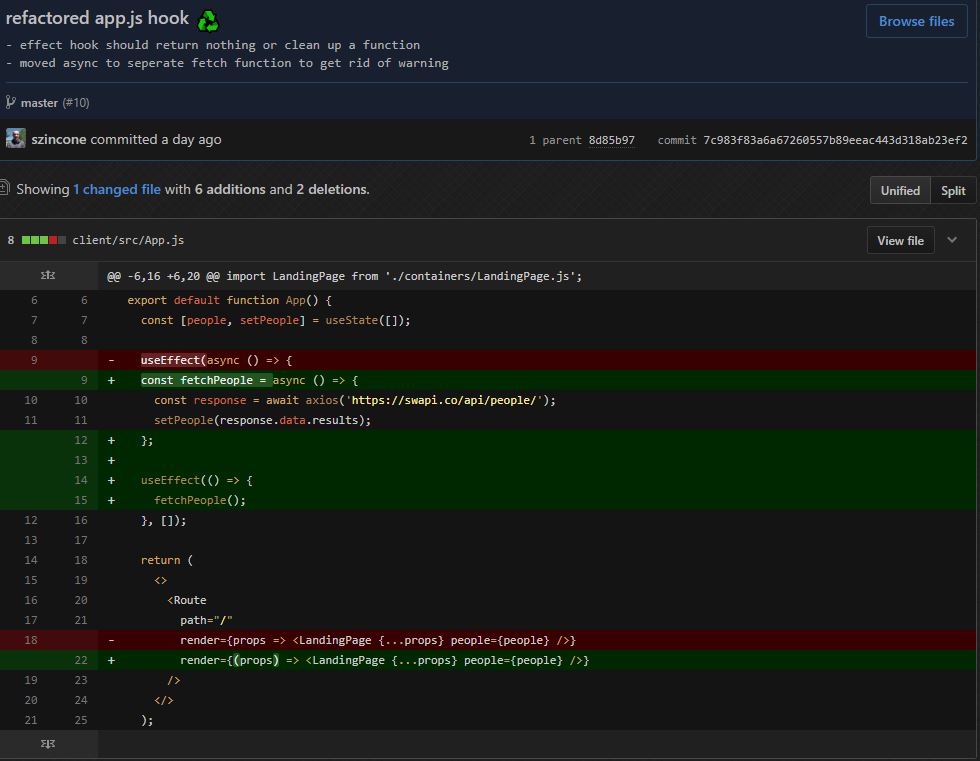 refactored app.js hook
Browse files
- effect hook should return nothing or clean up a function
- moved async to seperate fetch function to get rid of warning
master (#10)
szincone committed a day ago 1 parent 8d85b97 commit 7c983f83a6a67260557b89eeac443d318ab23ef2
Showing 1 changed file with 6 additions and 2 deletions. Unified Split
8 client/src/App.js View file
@@ -6,16 +6,20 @@ import LandingPage from './containers/LandingPage.js';
6 6 export default function App() {
7 7 const [people, setPeople] = useState([]);
8 8
9 - useEffect(async () => {
9 + const fetchPeople = async () => {
10 10 const response = await axios('https://swapi.co/api/people/');
11 11 setPeople(response.data.results);
12 + };
13 +
14 + useEffect(() => {
15 + fetchPeople();
12 16 }, []);
13 17
14 18 return (
15 19 <>
16 20 <Route
17 21 path="/"
18 - render={props => <LandingPage {...props} people={people} />}
22 + render={(props) => <LandingPage {...props} people={people} />}
19 23 />
20 24 </>
21 25 );